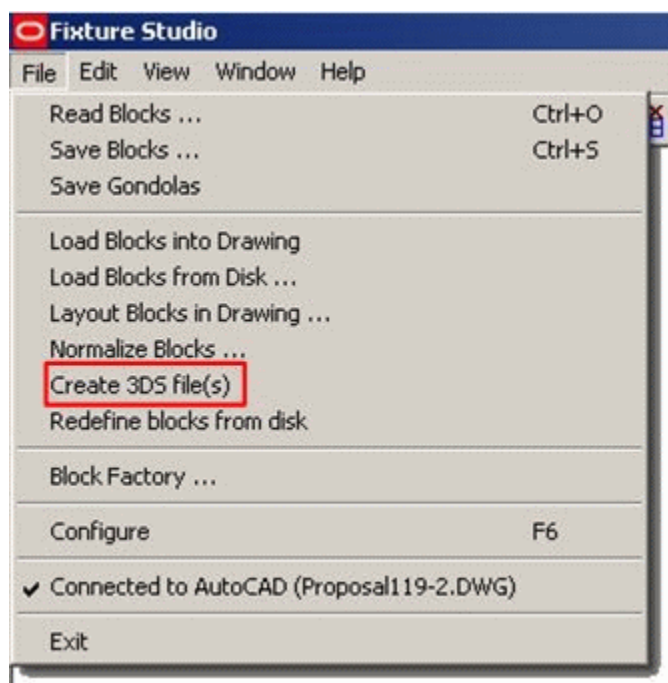 Fixture Studio
File Edit View Window Help
Read Blocks ... Ctrl+O
Save Blocks ... Ctrl+S
Save Gondolas
Load Blocks into Drawing
Load Blocks from Disk ...
Layout Blocks in Drawing ...
Normalize Blocks ...
Create 3DS file(s)
Redefine blocks from disk
Block Factory ...
Configure F6
Connected to AutoCAD (Proposal119-2.DWG)
Exit